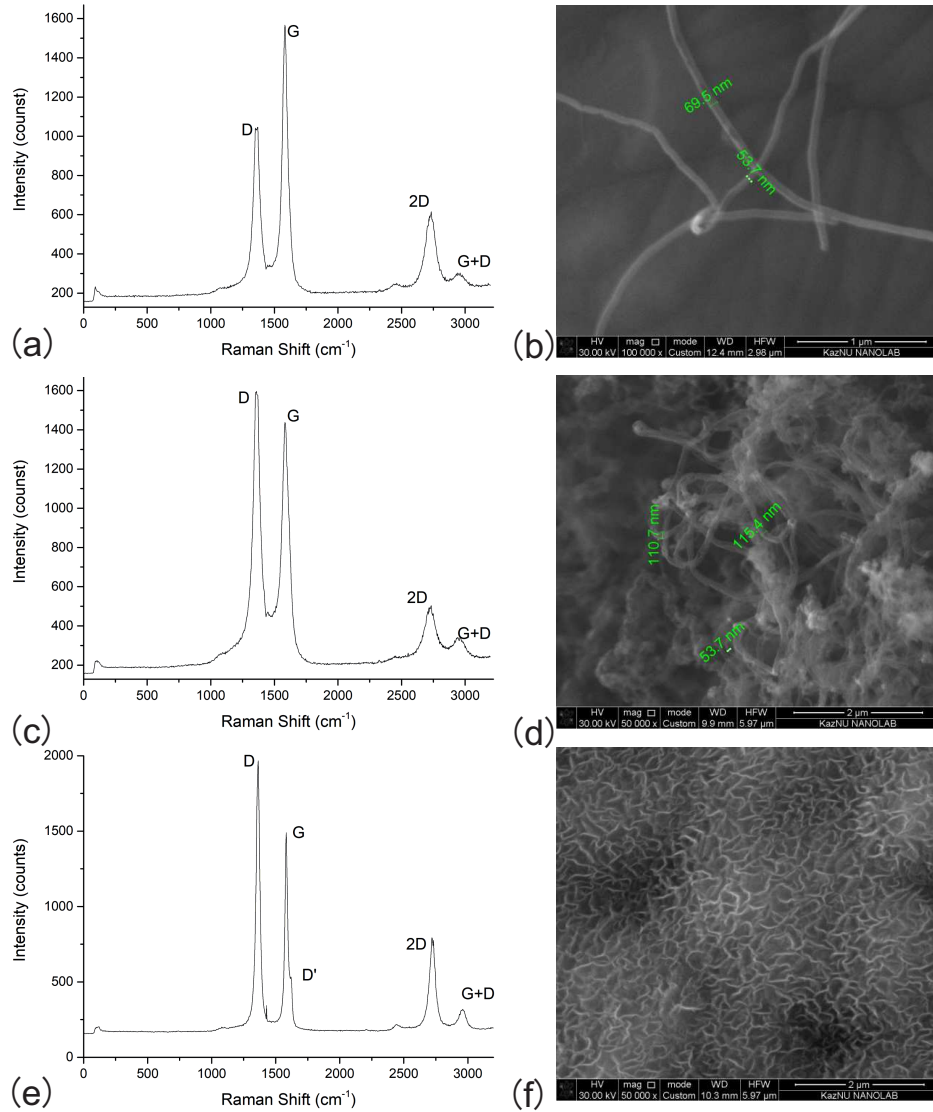 1600
1400
1200
1000
800
600
400
200
0
500
1000
1500
2000
2500
3000
Intensity (counst)
Raman Shift (cm⁻¹)
D
G
2D
G+D
(a)
69.5 nm
53.7 nm
HV mag mode WD HFW 1 µm
30.00 kV 100 000 x Custom 12.4 mm 2.98 µm KazNU NANOLAB
(b)
1600
1400
1200
1000
800
600
400
200
0
500
1000
1500
2000
2500
3000
Intensity (counst)
Raman Shift (cm⁻¹)
D
G
2D
G+D
(c)
110.7 nm
115.4 nm
53.7 nm
HV mag mode WD HFW 2 µm
30.00 kV 50 000 x Custom 9.9 mm 5.97 µm KazNU NANOLAB
(d)
2000
1500
1000
500
0
0
500
1000
1500
2000
2500
3000
Intensity (counts)
Raman Shift (cm⁻¹)
D
G
D'
2D
G+D
(e)
HV mag mode WD HFW 2 µm
30.00 kV 50 000 x Custom 10.3 mm 5.97 µm KazNU NANOLAB
(f)